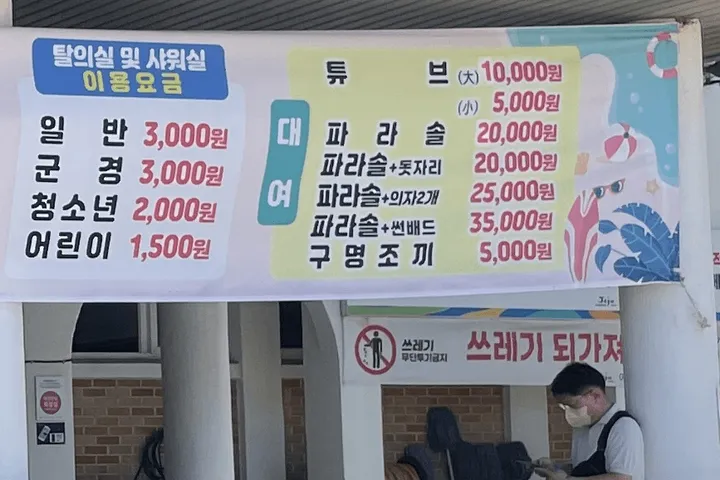 탈의실 및 샤워실
이용요금
일 반 3,000원
군 경 3,000원
청소년 2,000원
어린이 1,500원
대여
튜 브 (大) 10,000원
(小) 5,000원
파 라 솔 20,000원
파라솔+돗자리 20,000원
파라솔+의자2개 25,000원
파라솔+썬배드 35,000원
구 명 조 끼 5,000원
Jeju
쓰레기
무단투기금지
쓰레기 되가져